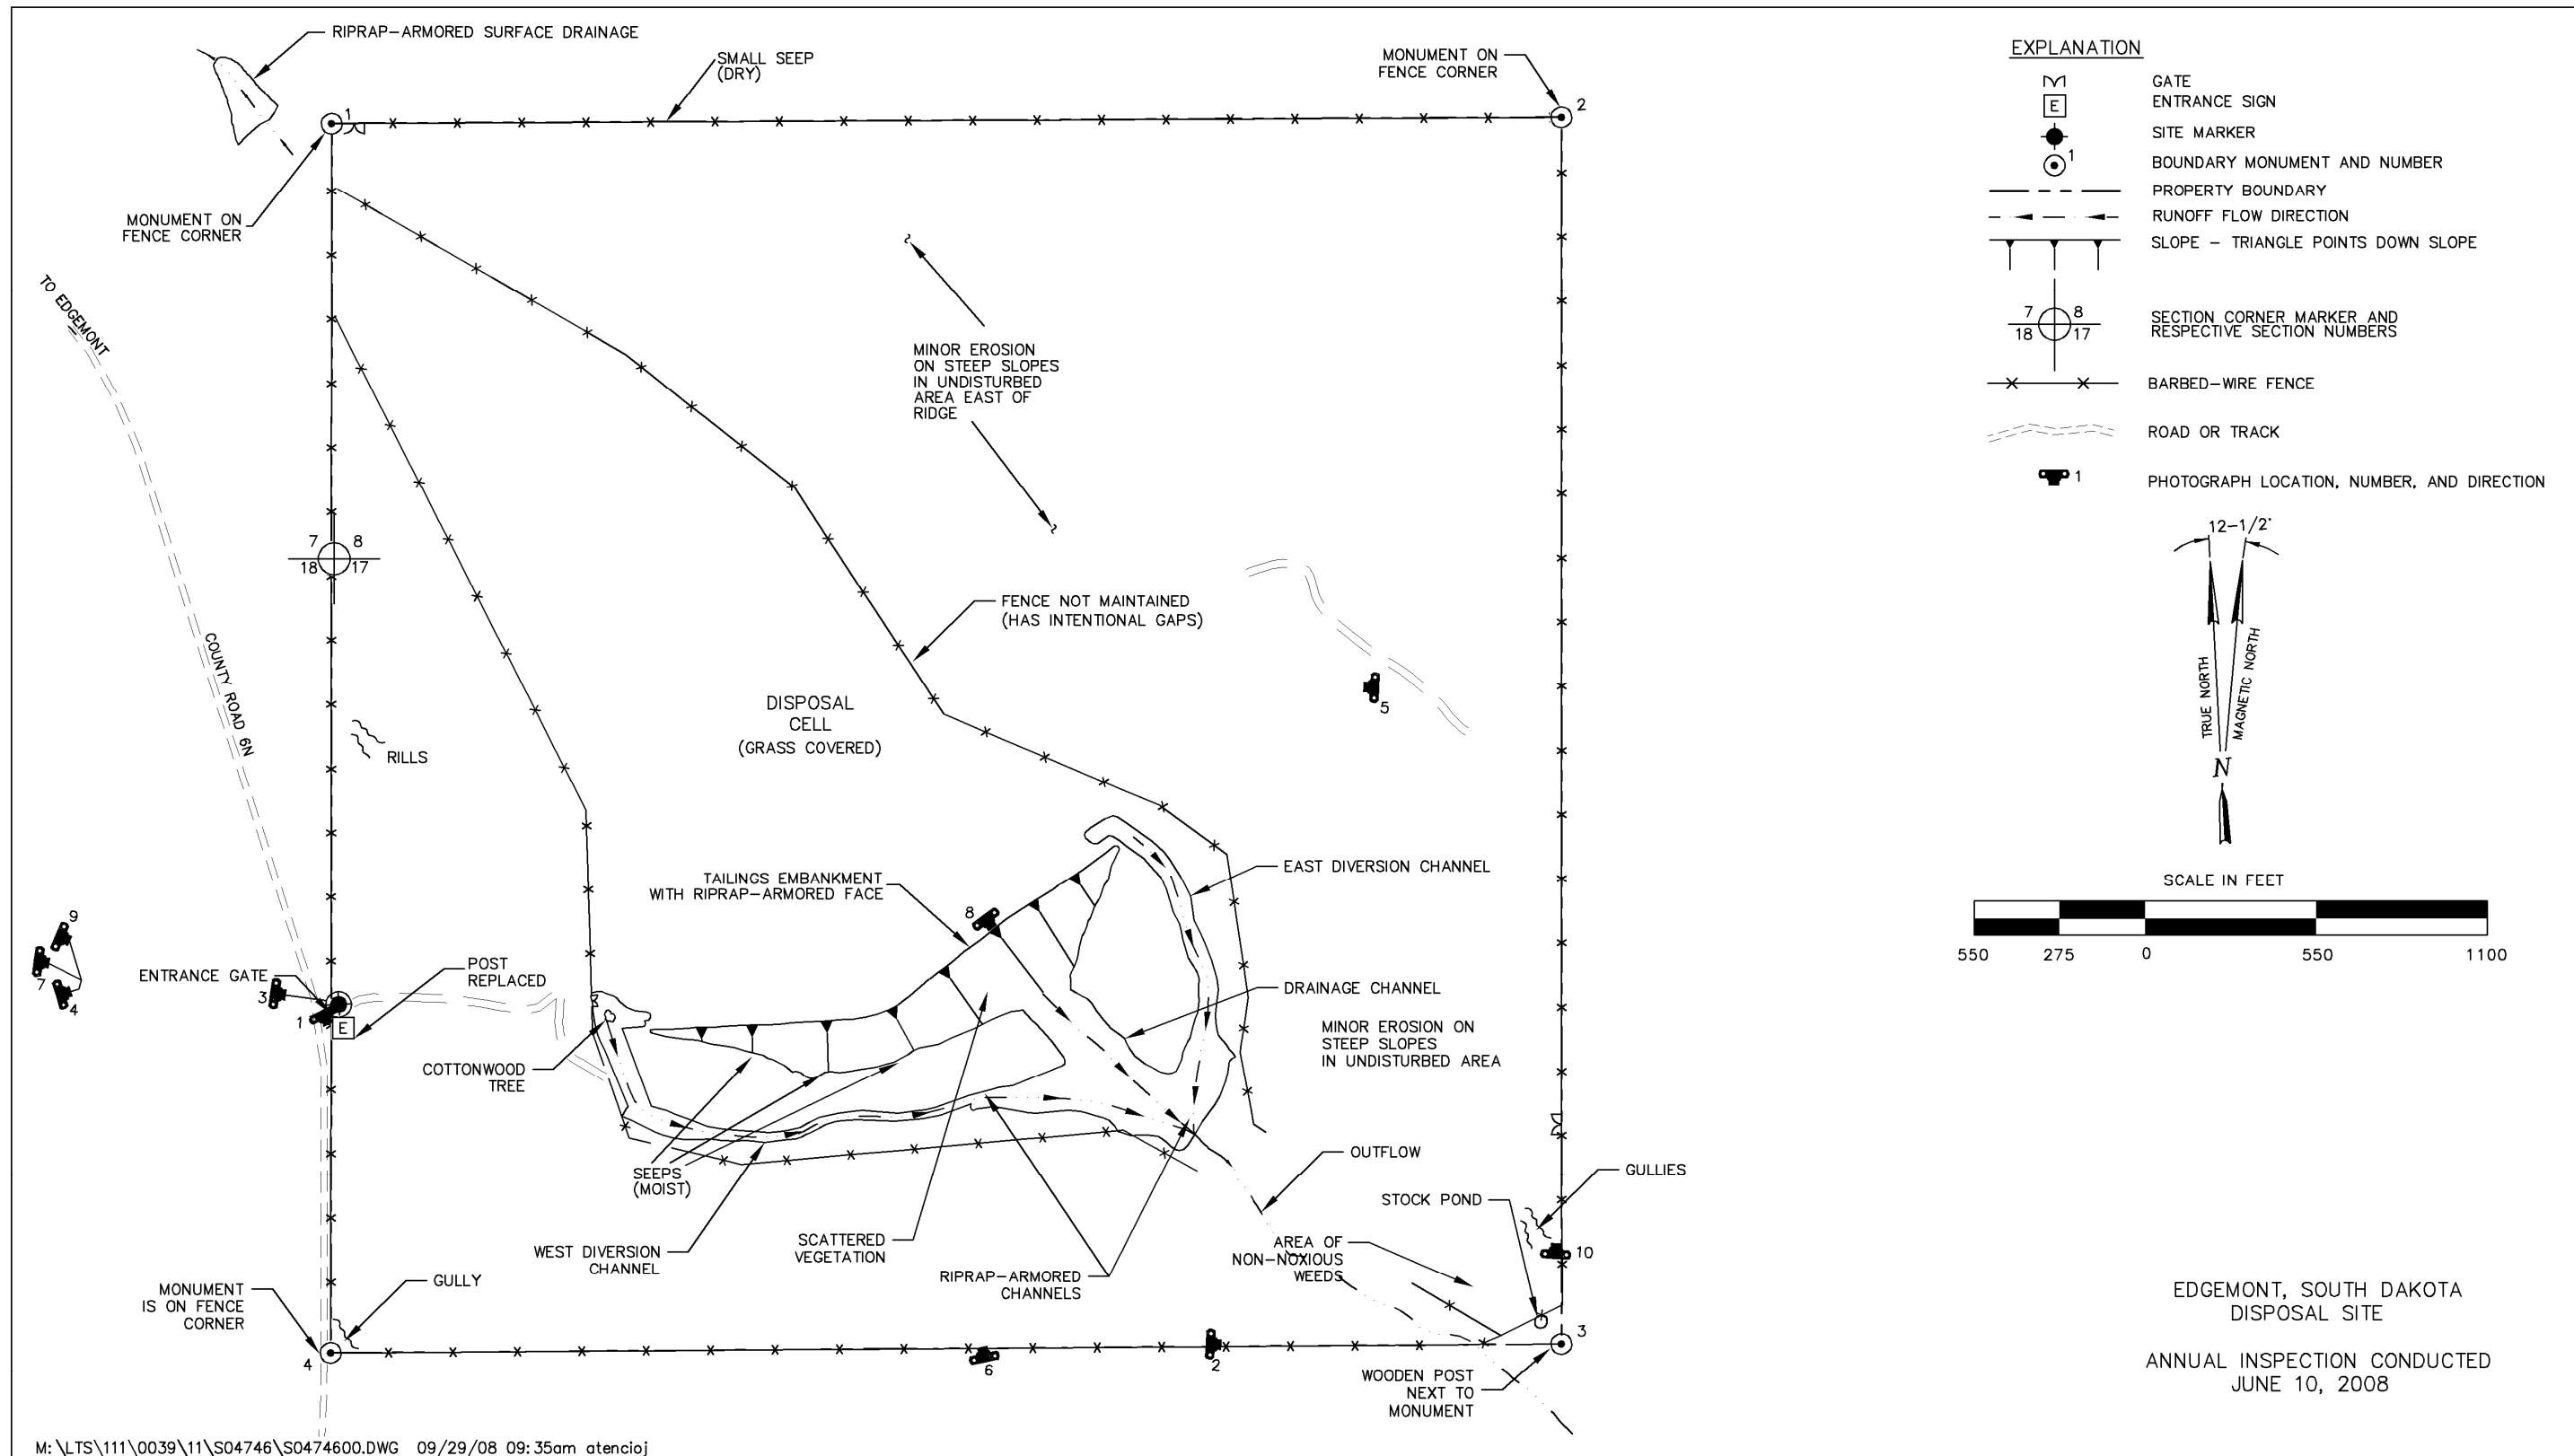 RIPRAP-ARMORED SURFACE DRAINAGE
SMALL SEEP
(DRY)
MONUMENT ON
FENCE CORNER
1
2
MONUMENT ON
FENCE CORNER
TO EDGEMONT
MINOR EROSION
ON STEEP SLOPES
IN UNDISTURBED
AREA EAST OF
RIDGE
7 8
18 17
COUNTY ROAD 6N
FENCE NOT MAINTAINED
(HAS INTENTIONAL GAPS)
DISPOSAL
CELL
(GRASS COVERED)
5
RILLS
EAST DIVERSION CHANNEL
TAILINGS EMBANKMENT
WITH RIPRAP-ARMORED FACE
8
9
7
4
ENTRANCE GATE
3
1
E
POST
REPLACED
DRAINAGE CHANNEL
MINOR EROSION ON
STEEP SLOPES
IN UNDISTURBED AREA
COTTONWOOD
TREE
SEEPS
(MOIST)
OUTFLOW
GULLIES
STOCK POND
WEST DIVERSION
CHANNEL
SCATTERED
VEGETATION
RIPRAP-ARMORED
CHANNELS
AREA OF
NON-NOXIOUS
WEEDS
10
GULLY
MONUMENT
IS ON FENCE
CORNER
4
6
2
3
WOODEN POST
NEXT TO
MONUMENT
M:\LTS\111\0039\11\S04746\S0474600.DWG 09/29/08 09:35am atencioj
EXPLANATION
GATE
E ENTRANCE SIGN
SITE MARKER
1 BOUNDARY MONUMENT AND NUMBER
PROPERTY BOUNDARY
RUNOFF FLOW DIRECTION
SLOPE - TRIANGLE POINTS DOWN SLOPE
7 8
18 17
SECTION CORNER MARKER AND
RESPECTIVE SECTION NUMBERS
BARBED-WIRE FENCE
ROAD OR TRACK
1 PHOTOGRAPH LOCATION, NUMBER, AND DIRECTION
12-1/2°
TRUE NORTH
MAGNETIC NORTH
N
SCALE IN FEET
550 275 0 550 1100
EDGEMONT, SOUTH DAKOTA
DISPOSAL SITE
ANNUAL INSPECTION CONDUCTED
JUNE 10, 2008